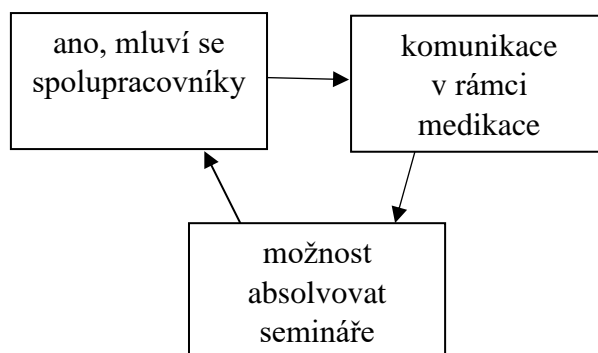 ano, mluví se
spolupracovníky
komunikace
v rámci
medikace
možnost
absolvovat
semináře